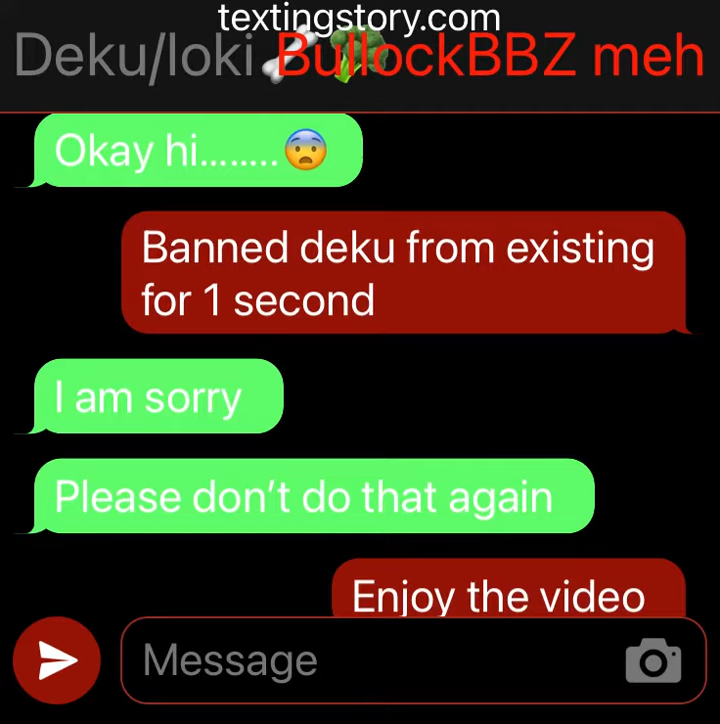 textingstory.com
Deku/loki🦴🥦BullockBBZ meh
Okay hi........😨
Banned deku from existing
for 1 second
I am sorry
Please don’t do that again
Enjoy the video
Message